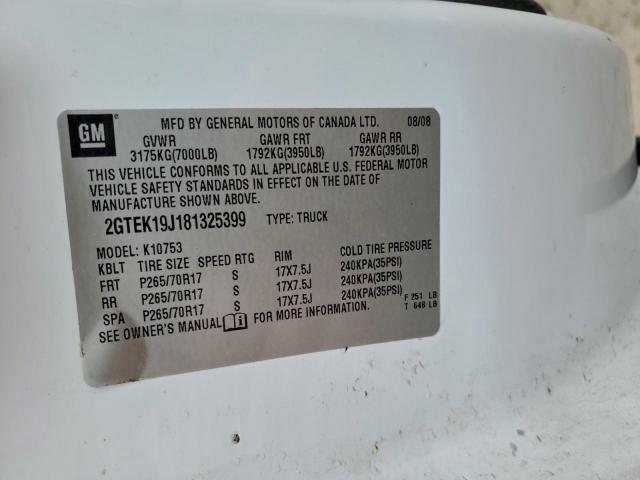 GM
MFD BY GENERAL MOTORS OF CANADA LTD. 08/08
GVWR GAWR FRT GAWR RR
3175KG(7000LB) 1792KG(3950LB) 1792KG(3950LB)
THIS VEHICLE CONFORMS TO ALL APPLICABLE U.S. FEDERAL MOTOR
VEHICLE SAFETY STANDARDS IN EFFECT ON THE DATE OF
MANUFACTURE SHOWN ABOVE.
2GTEK19J181325399 TYPE: TRUCK
MODEL: K10753
KBLT TIRE SIZE SPEED RTG RIM COLD TIRE PRESSURE
FRT P265/70R17 S 17X7.5J 240KPA(35PSI)
RR P265/70R17 S 17X7.5J 240KPA(35PSI)
SPA P265/70R17 S 17X7.5J 240KPA(35PSI)
F 251 LB
SEE OWNER'S MANUAL i FOR MORE INFORMATION.
T 648 LB